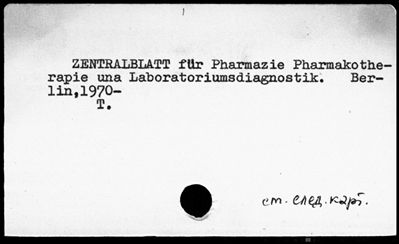 ZENTRALBLATT für Pharmazie Pharmakothe-
rapie una Laboratoriumsdiagnostik. Ber-
lin,1970-
T.
см. след. карт.